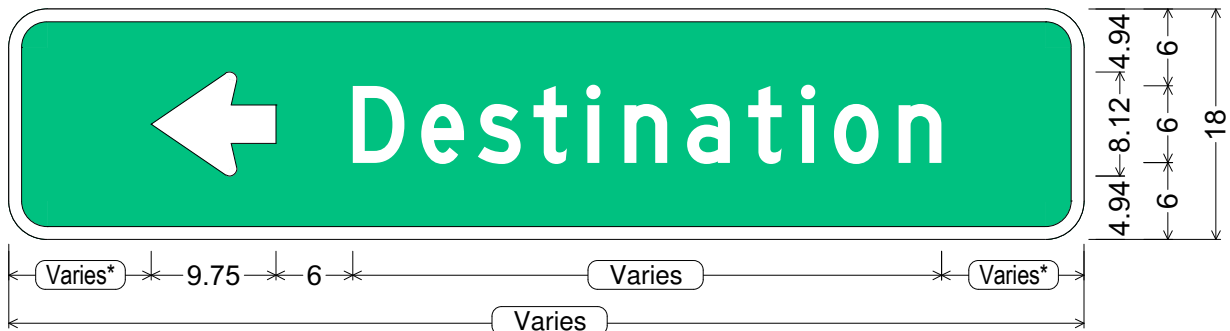 Destination
4.94
8.12
4.94
6
6
6
18
Varies*
9.75
6
Varies
Varies*
Varies